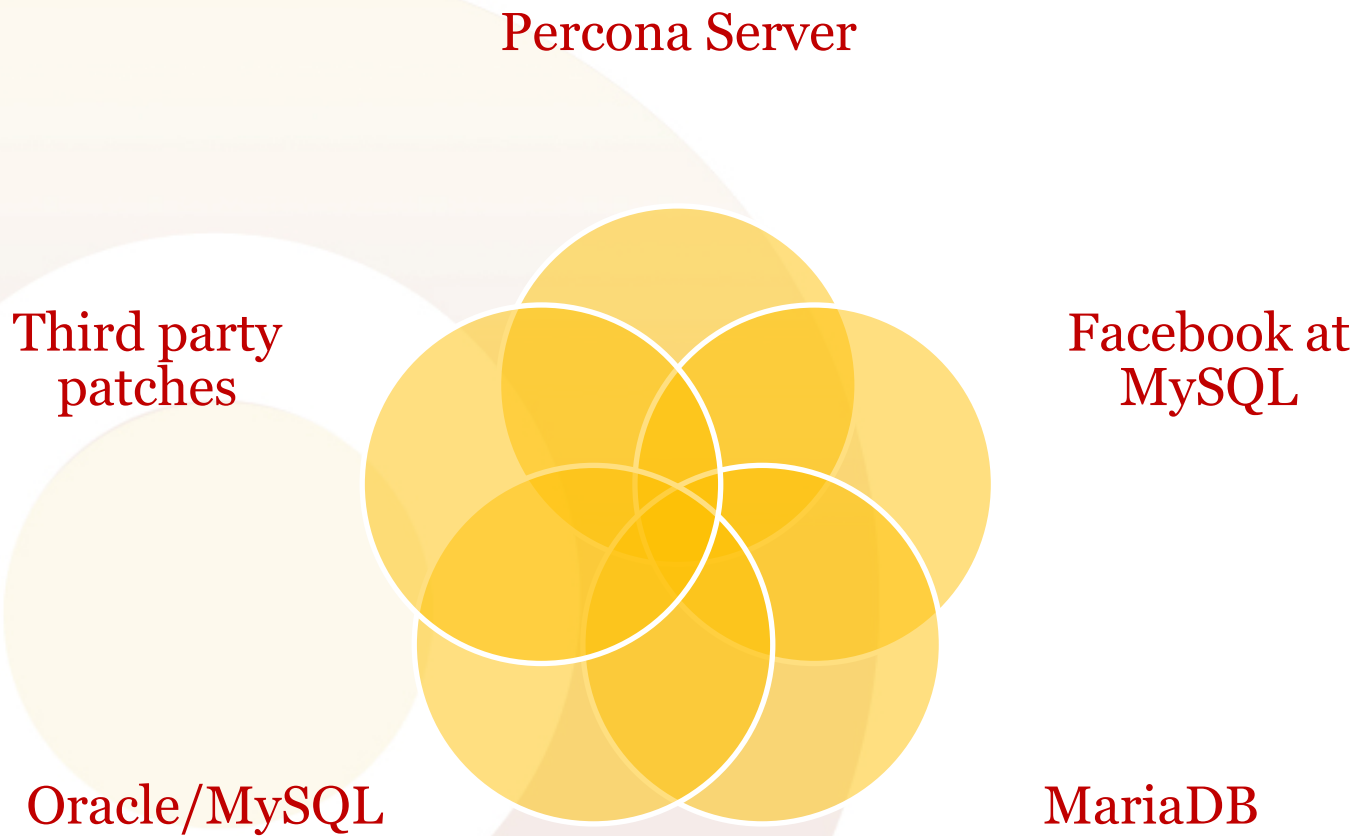 Percona Server
Third party
patches
Facebook at
MySQL
Oracle/MySQL
MariaDB